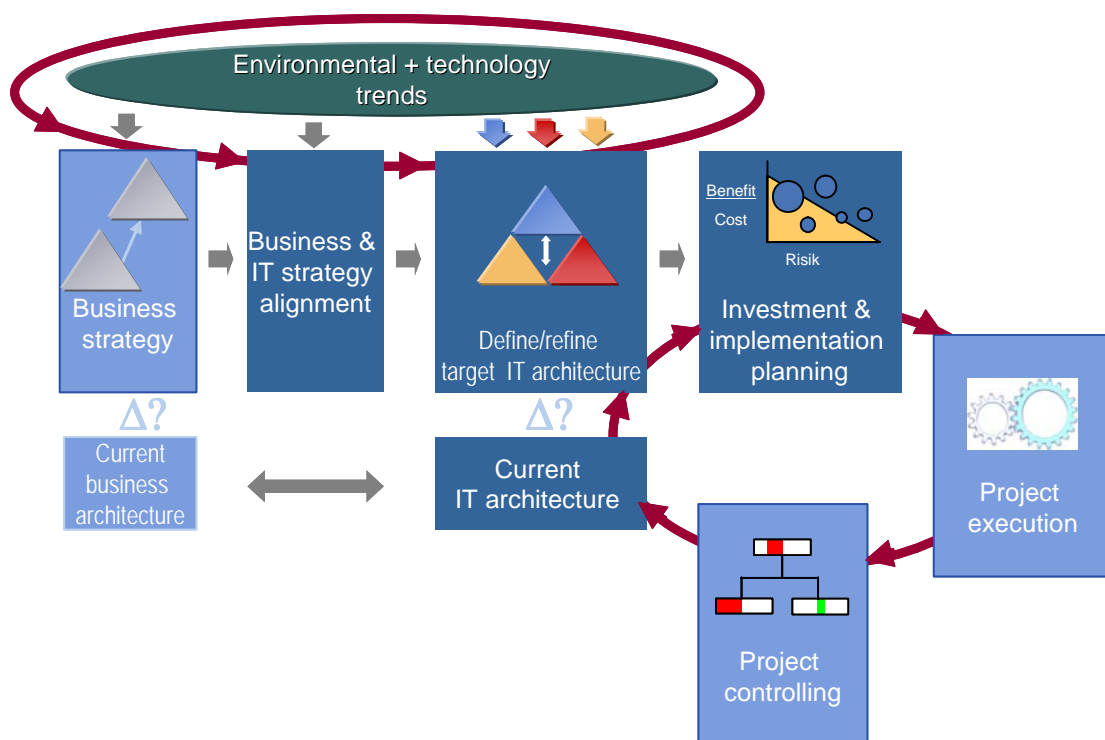 Environmental + technology
trends
Business
strategy
Business &
IT strategy
alignment
Define/refine
target IT architecture
Benefit
Cost
Risik
Investment &
implementation
planning
Δ?
Δ?
Current
business
architecture
Current
IT architecture
Project
execution
Project
controlling